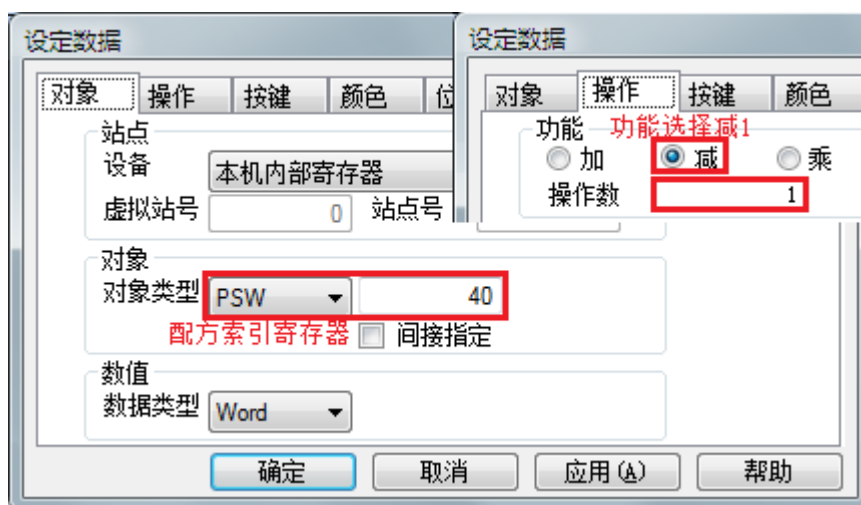 设定数据
对象 操作 按键 颜色
站点
设备 本机内部寄存器
虚拟站号 0 站点号
对象
对象类型 PSW 40
配方索引寄存器 间接指定
数值
数据类型 Word
确定 取消 应用(A) 帮助
设定数据
对象 操作 按键 颜色
功能 功能选择减1
加 减 乘
操作数 1